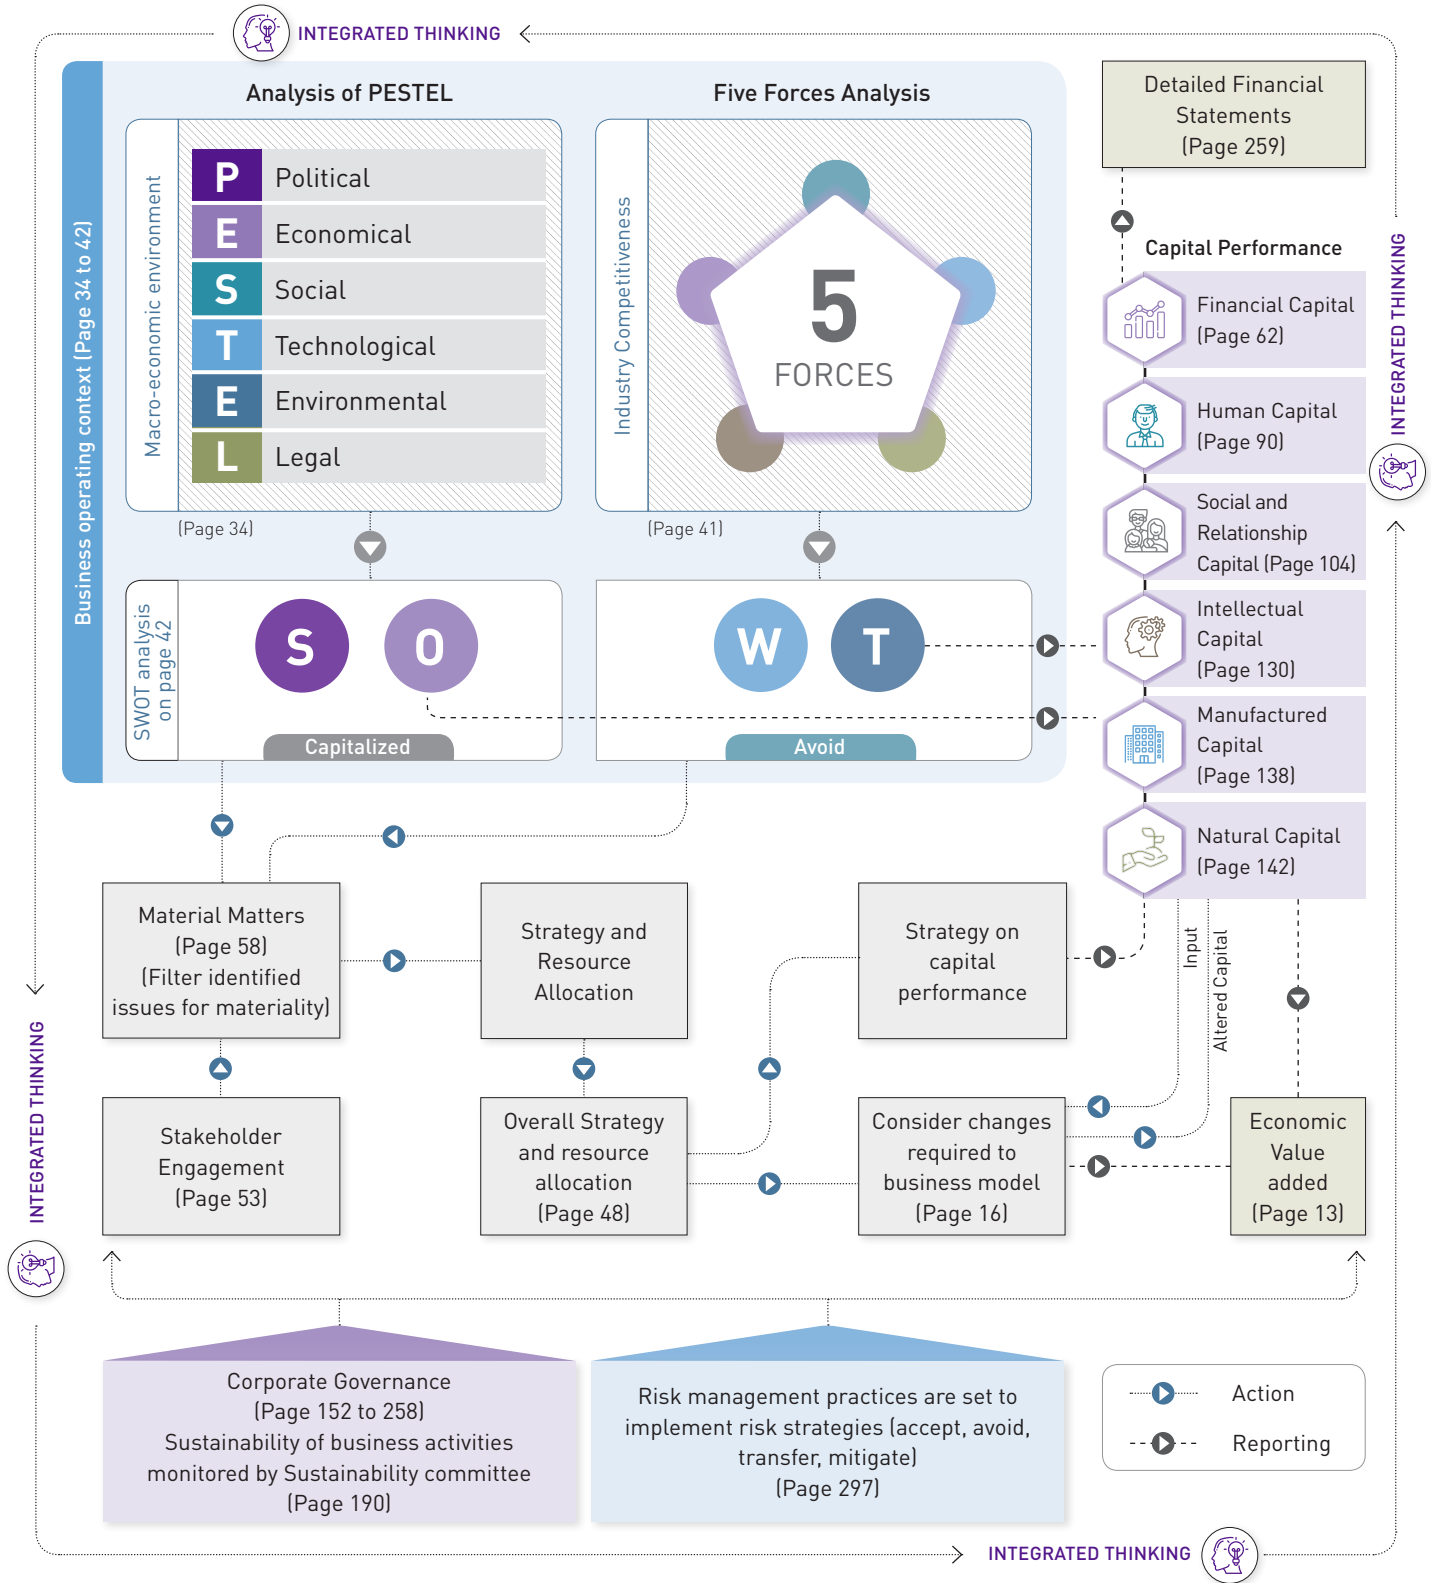 INTEGRATED THINKING
Business operating context (Page 34 to 42)
Analysis of PESTEL
Macro-economic environment
P Political
E Economical
S Social
T Technological
E Environmental
L Legal
(Page 34)
Five Forces Analysis
Industry Competitiveness
5
FORCES
(Page 41)
SWOT analysis
on page 42
S O
Capitalized
W T
Avoid
Detailed Financial
Statements
(Page 259)
Capital Performance
Financial Capital
(Page 62)
Human Capital
(Page 90)
Social and
Relationship
Capital (Page 104)
Intellectual
Capital
(Page 130)
Manufactured
Capital
(Page 138)
Natural Capital
(Page 142)
INTEGRATED THINKING
Material Matters
(Page 58)
(Filter identified
issues for materiality)
Strategy and
Resource
Allocation
Strategy on
capital
performance
Input
Altered Capital
INTEGRATED THINKING
Stakeholder
Engagement
(Page 53)
Overall Strategy
and resource
allocation
(Page 48)
Consider changes
required to
business model
(Page 16)
Economic
Value
added
(Page 13)
Corporate Governance
(Page 152 to 258)
Sustainability of business activities
monitored by Sustainability committee
(Page 190)
Risk management practices are set to
implement risk strategies (accept, avoid,
transfer, mitigate)
(Page 297)
Action
Reporting
INTEGRATED THINKING